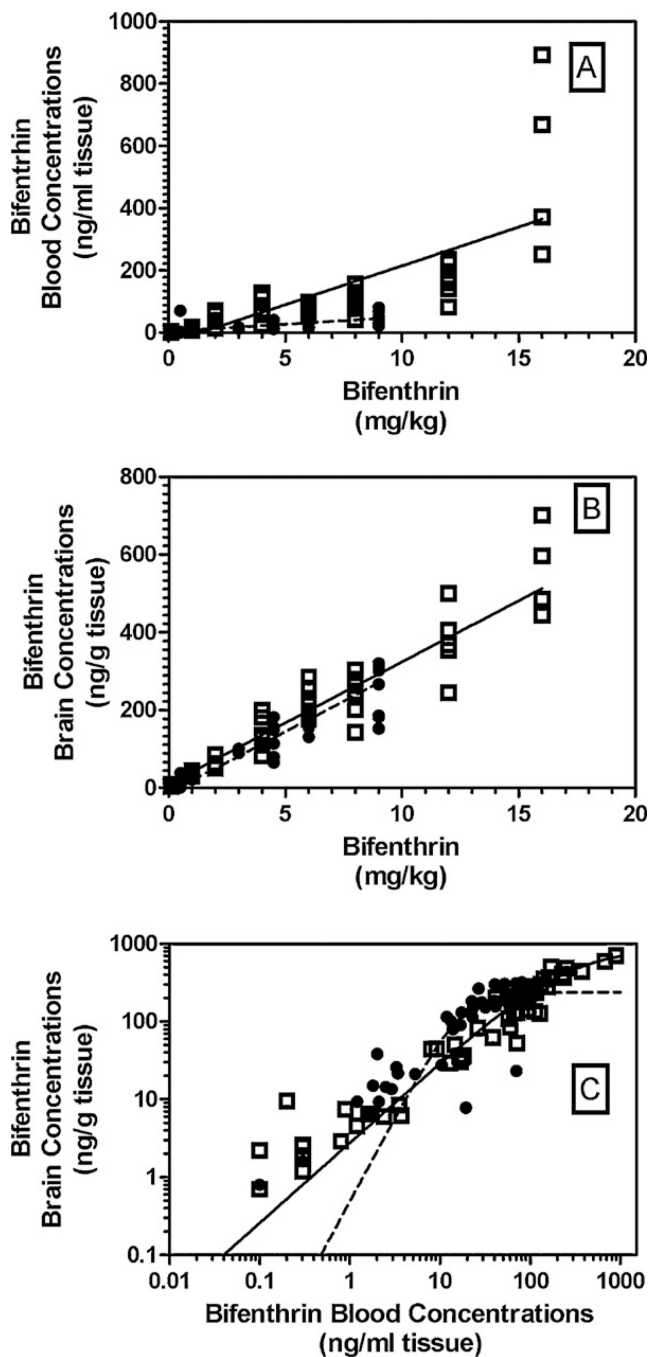 A
Bifentrhin
Blood Concentrations
(ng/ml tissue)
1000
800
600
400
200
0
0 5 10 15 20
Bifenthrin
(mg/kg)
B
Bifenthrin
Brain Concentrations
(ng/g tissue)
800
600
400
200
0
0 5 10 15 20
Bifenthrin
(mg/kg)
C
Bifenthrin
Brain Concentrations
(ng/g tissue)
1000
100
10
1
0.1
0.01 0.1 1 10 100 1000
Bifenthrin Blood Concentrations
(ng/ml tissue)